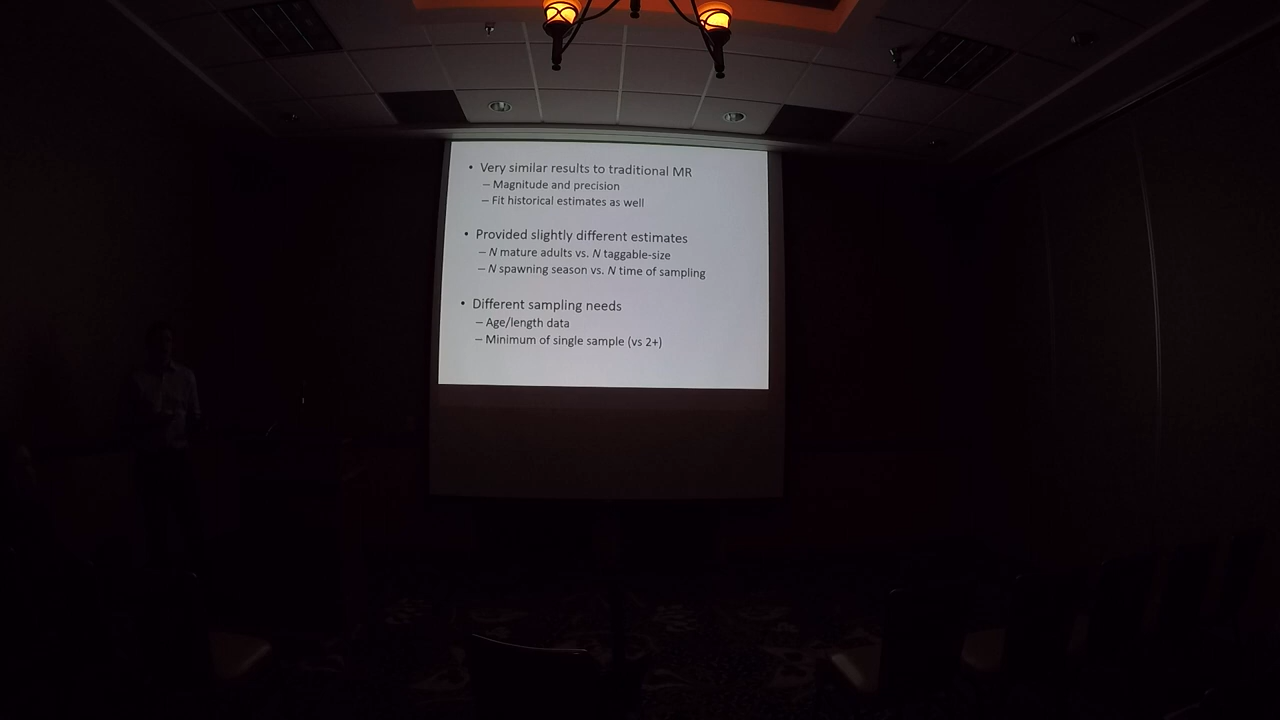 • Very similar results to traditional MR
– Magnitude and precision
– Fit historical estimates as well
• Provided slightly different estimates
– N mature adults vs. N taggable-size
– N spawning season vs. N time of sampling
• Different sampling needs
– Age/length data
– Minimum of single sample (vs 2+)